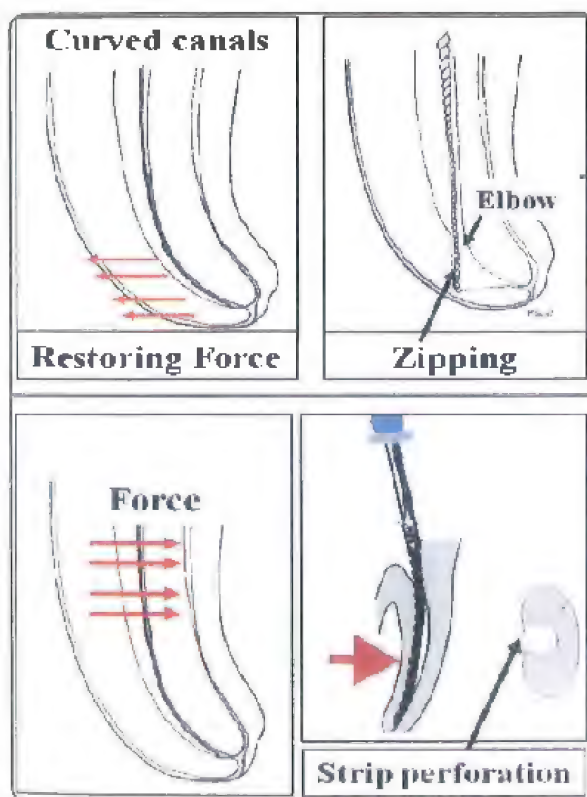 Curved canals
Restoring Force
Elbow
Zipping
Force
Strip perforation